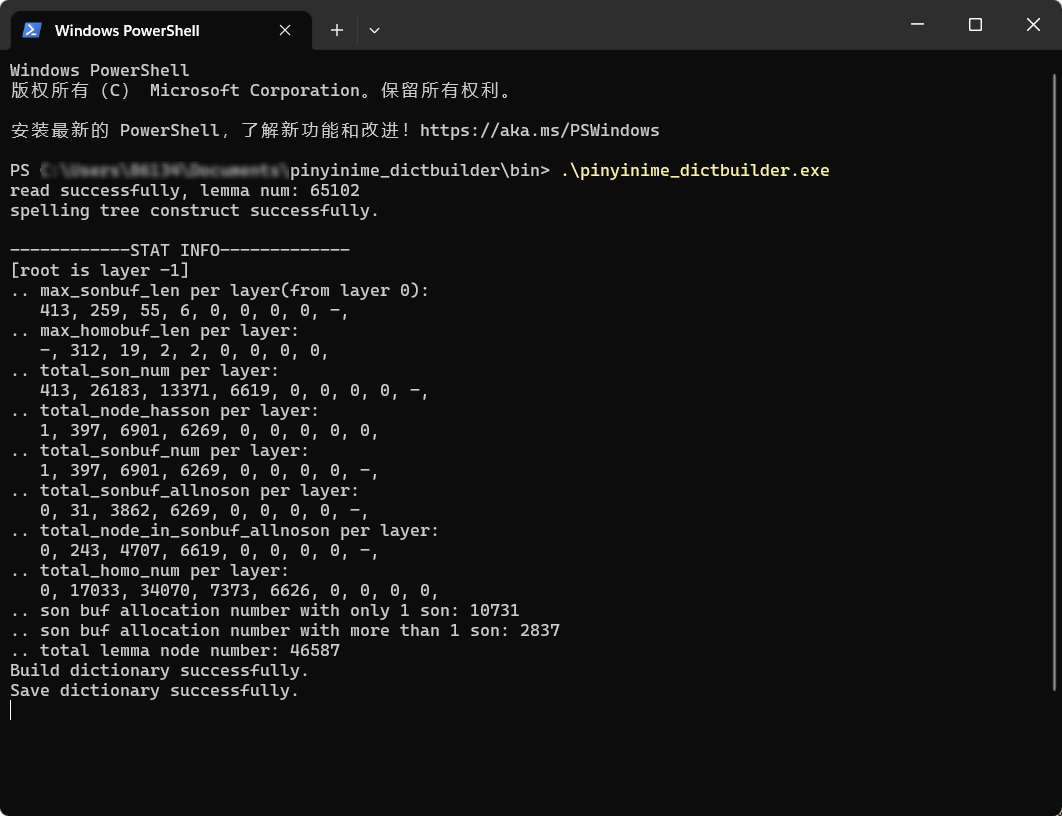 Windows PowerShell
Windows PowerShell
版权所有 (C) Microsoft Corporation。保留所有权利。
安装最新的 PowerShell，了解新功能和改进！https://aka.ms/PSWindows
PS pinyinime_dictbuilder\bin> .\pinyinime_dictbuilder.exe
read successfully, lemma num: 65102
spelling tree construct successfully.
------------STAT INFO-------------
[root is layer -1]
.. max_sonbuf_len per layer(from layer 0):
413, 259, 55, 6, 0, 0, 0, 0, -,
.. max_homobuf_len per layer:
-, 312, 19, 2, 2, 0, 0, 0, 0,
.. total_son_num per layer:
413, 26183, 13371, 6619, 0, 0, 0, 0, -,
.. total_node_hasson per layer:
1, 397, 6901, 6269, 0, 0, 0, 0, 0,
.. total_sonbuf_num per layer:
1, 397, 6901, 6269, 0, 0, 0, 0, -,
.. total_sonbuf_allnoson per layer:
0, 31, 3862, 6269, 0, 0, 0, 0, -,
.. total_node_in_sonbuf_allnoson per layer:
0, 243, 4707, 6619, 0, 0, 0, 0, -,
.. total_homo_num per layer:
0, 17033, 34070, 7373, 6626, 0, 0, 0, 0,
.. son buf allocation number with only 1 son: 10731
.. son buf allocation number with more than 1 son: 2837
.. total lemma node number: 46587
Build dictionary successfully.
Save dictionary successfully.